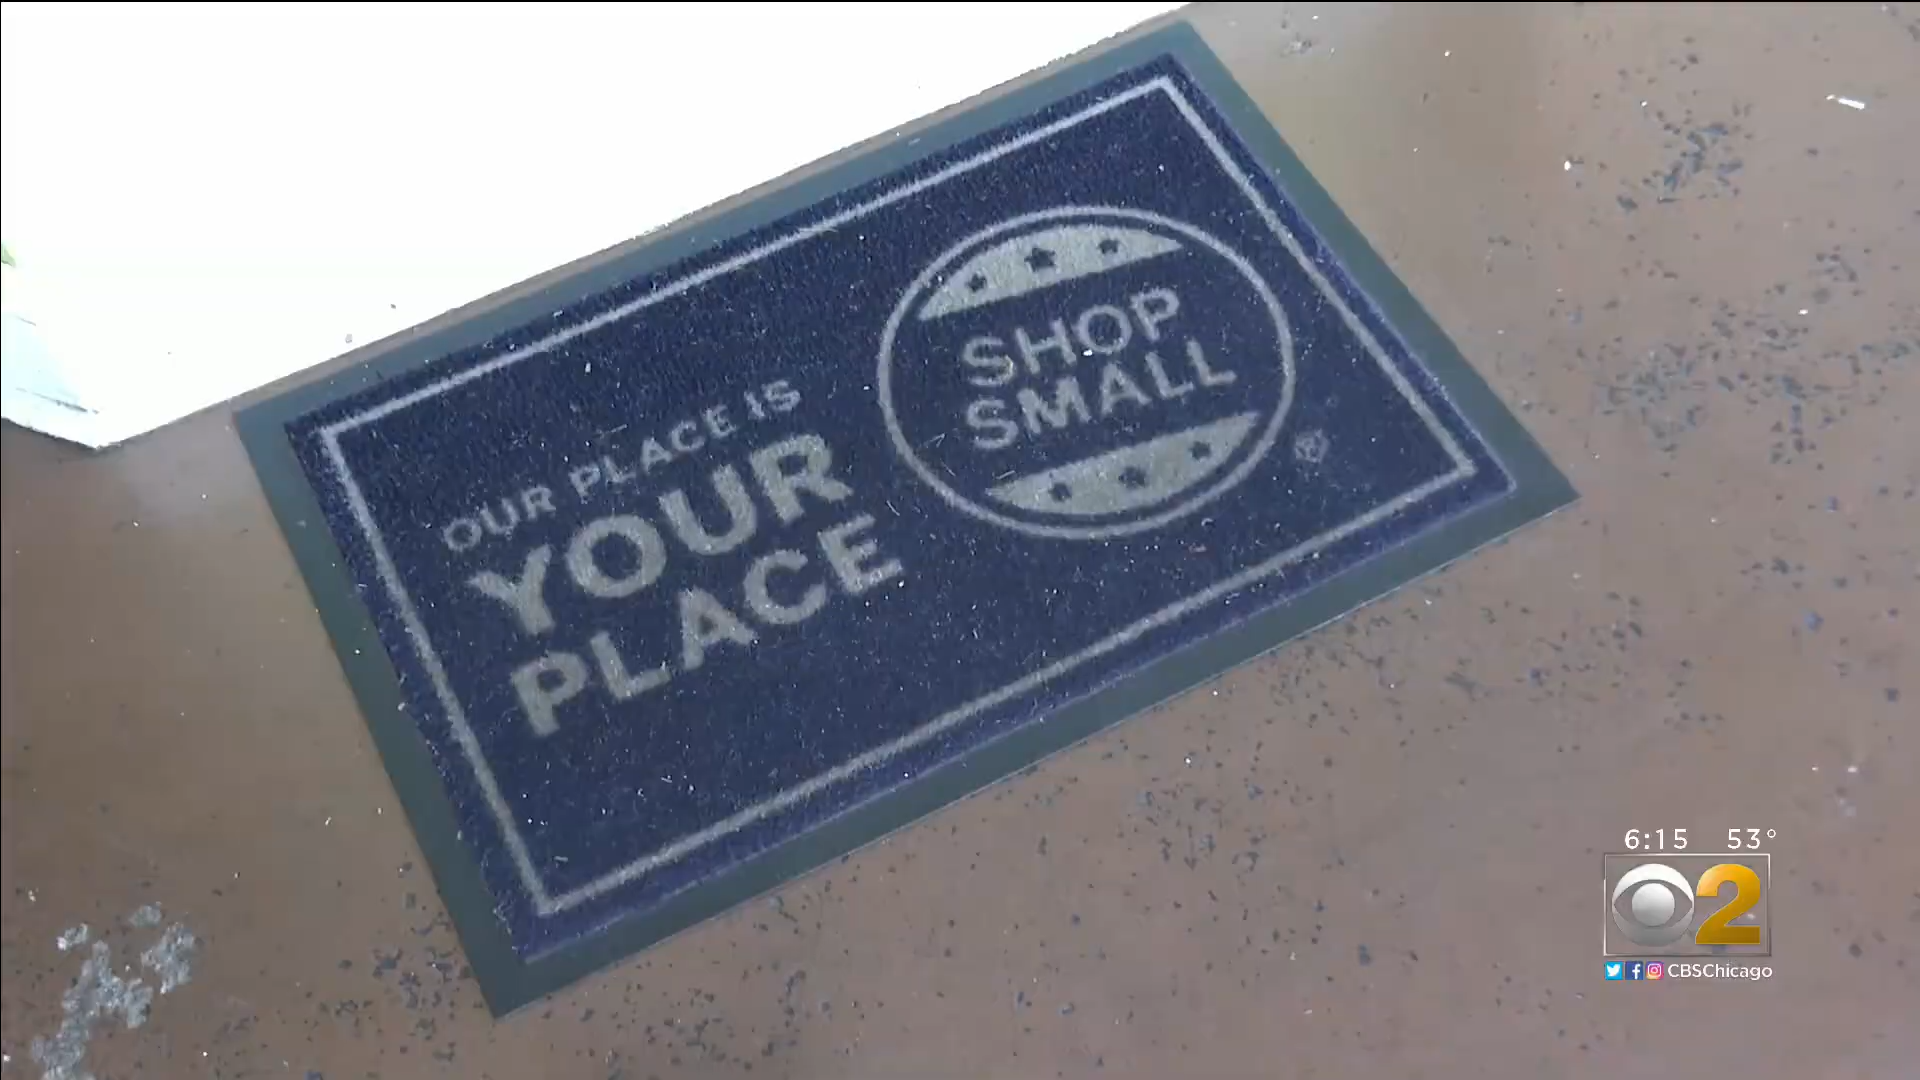 OUR PLACE IS
YOUR
PLACE
SHOP
SMALL
®
6:15 53°
2
CBSChicago